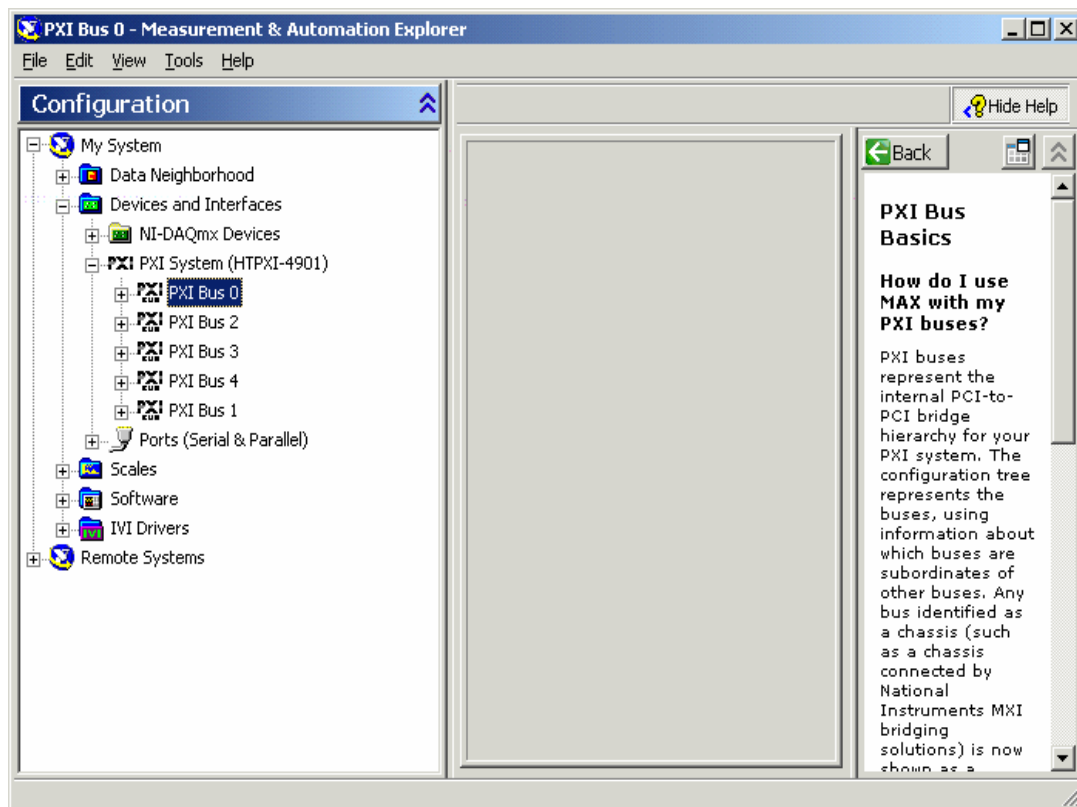 PXI Bus 0 - Measurement & Automation Explorer
File Edit View Tools Help
Configuration
Hide Help
My System
Data Neighborhood
Devices and Interfaces
NI-DAQmx Devices
PXI PXI System (HTPXI-4901)
PXI Bus 0
PXI Bus 2
PXI Bus 3
PXI Bus 4
PXI Bus 1
Ports (Serial & Parallel)
Scales
Software
IVI Drivers
Remote Systems
Back
PXI Bus
Basics
How do I use
MAX with my
PXI buses?
PXI buses
represent the
internal PCI-to-
PCI bridge
hierarchy for your
PXI system. The
configuration tree
represents the
buses, using
information about
which buses are
subordinates of
other buses. Any
bus identified as
a chassis (such
as a chassis
connected by
National
Instruments MXI
bridging
solutions) is now
shown as a